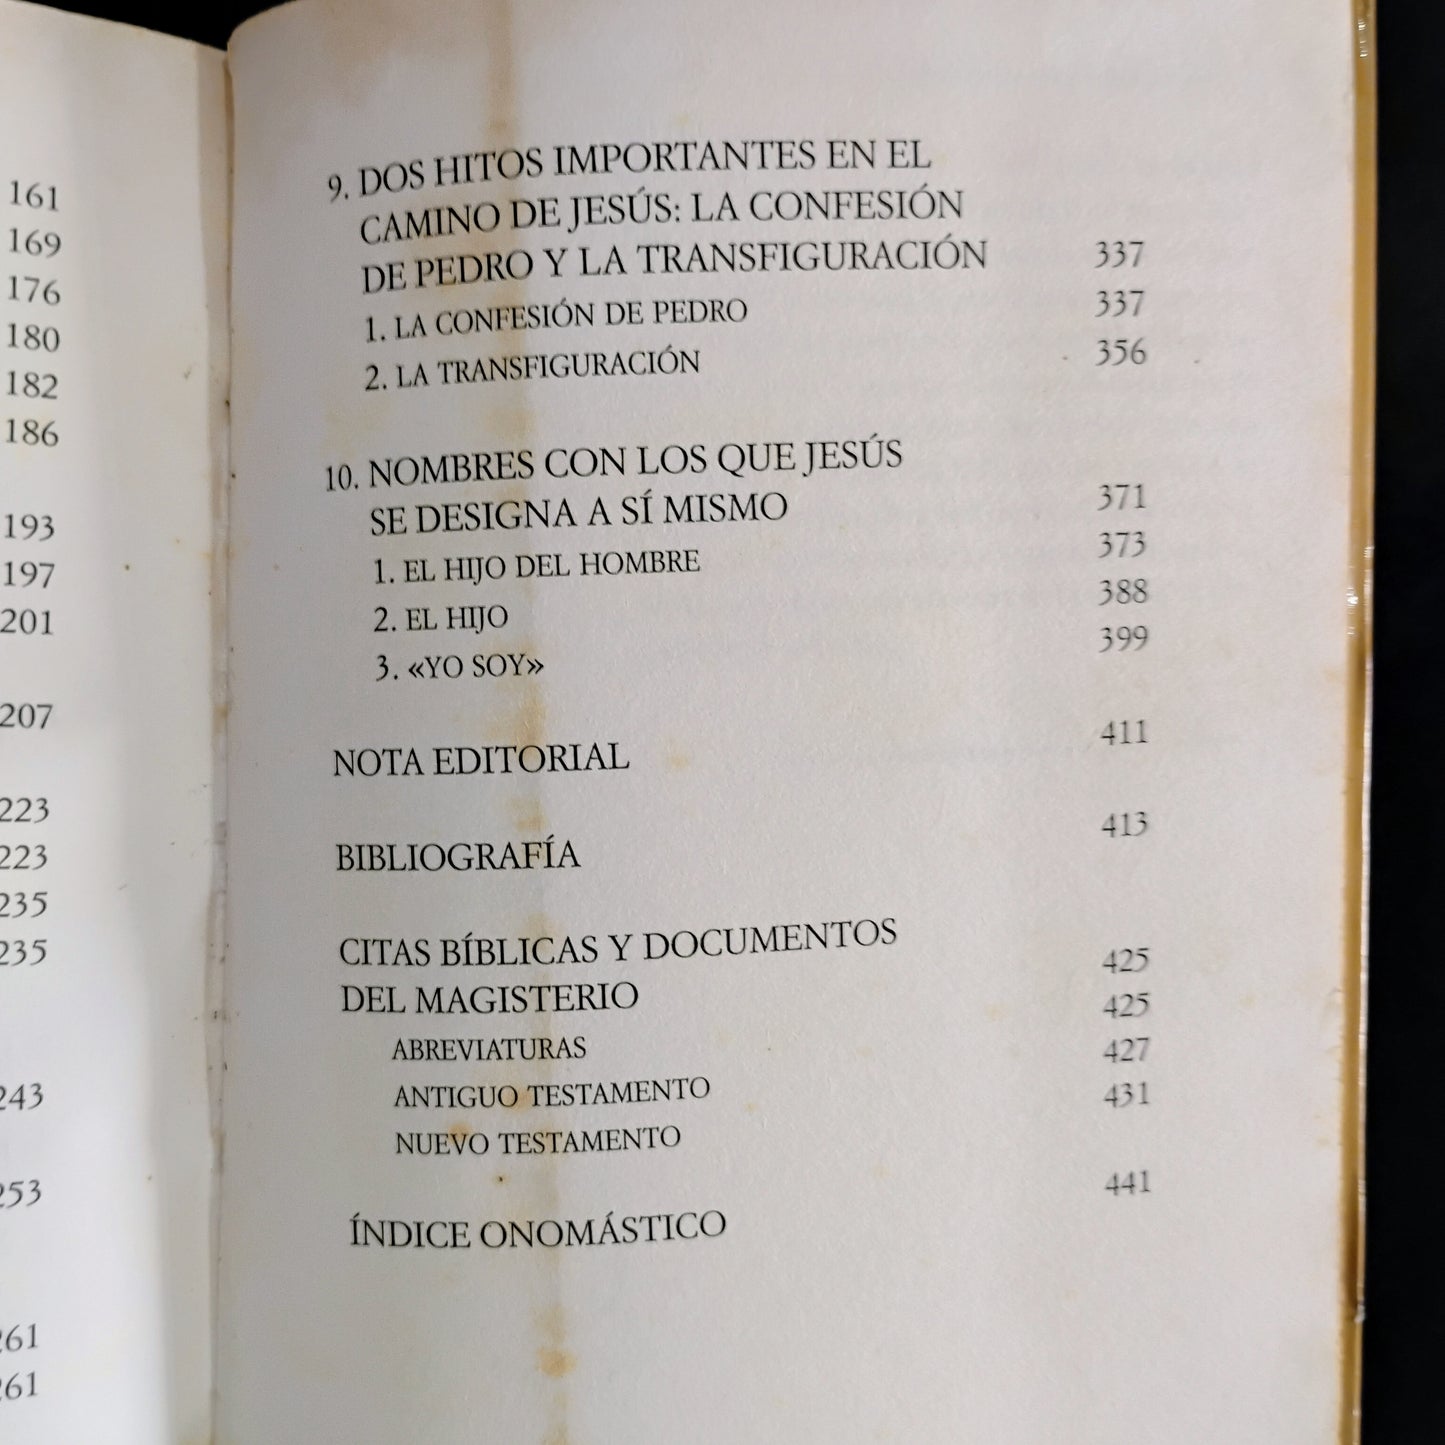 161
169
176
180
182
186
193
197
201
207
223
223
235
235
243
253
261
261
9. DOS HITOS IMPORTANTES EN EL
CAMINO DE JESÚS: LA CONFESIÓN
DE PEDRO Y LA TRANSFIGURACIÓN 337
1. LA CONFESIÓN DE PEDRO 337
2. LA TRANSFIGURACIÓN 356
10. NOMBRES CON LOS QUE JESÚS
SE DESIGNA A SÍ MISMO 371
1. EL HIJO DEL HOMBRE 373
2. EL HIJO 388
3. «YO SOY» 399
NOTA EDITORIAL 411
BIBLIOGRAFÍA 413
CITAS BÍBLICAS Y DOCUMENTOS
DEL MAGISTERIO 425
ABREVIATURAS 425
ANTIGUO TESTAMENTO 427
NUEVO TESTAMENTO 431
ÍNDICE ONOMÁSTICO 441